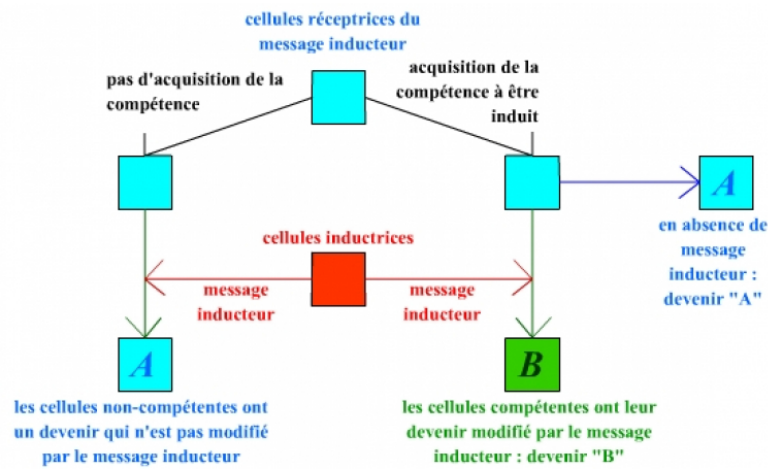 cellules réceptrices du
message inducteur
pas d'acquisition de la
compétence
acquisition de la
compétence à être
induit
A
en absence de
message
inducteur :
devenir "A"
cellules inductrices
message
inducteur
message
inducteur
A
les cellules non-compétentes ont
un devenir qui n'est pas modifié
par le message inducteur
B
les cellules compétentes ont leur
devenir modifié par le message
inducteur : devenir "B"